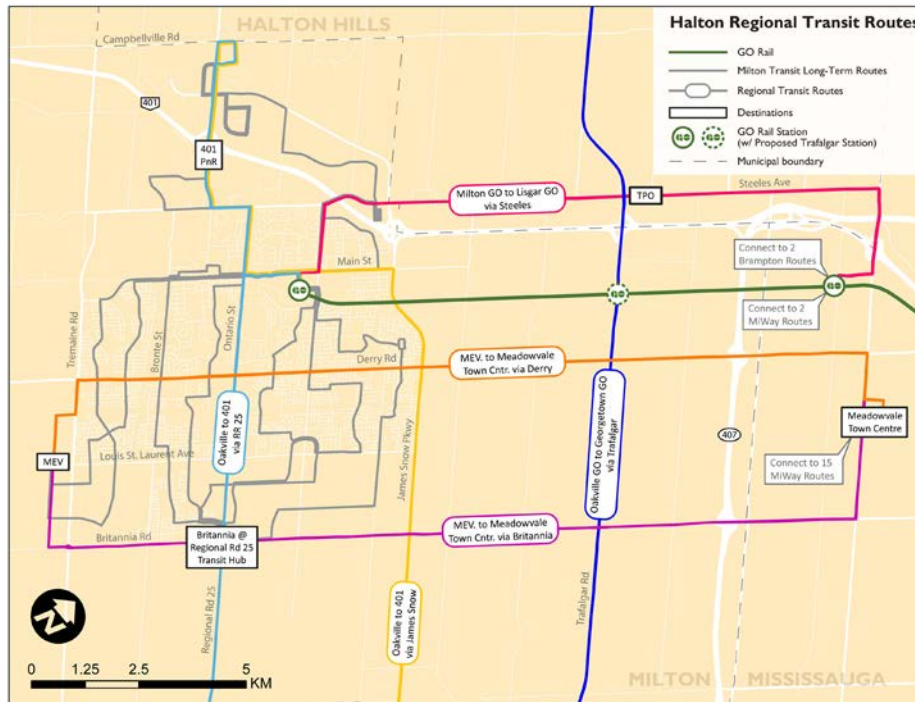 HALTON HILLS
Campbellville Rd
Halton Regional Transit Routes
GO Rail
Milton Transit Long-Term Routes
Regional Transit Routes
Destinations
GO Rail Station
(w/ Proposed Trafalgar Station)
Municipal boundary
GO
GO
401
401
PnR
Milton GO to Lisgar GO
via Steeles
TPO
Steeles Ave
Main St
Connect to 2
Brampton Routes
GO
GO
GO
Connect to 2
MiWay Routes
Tremaine Rd
Bronte St
Ontario St
Derry Rd
MEV. to Meadowvale
Town Cntr. via Derry
Oakville to 401
via RR 25
James Snow Pkwy
Oakville GO to Georgetown GO
via Trafalgar
407
Meadowvale
Town Centre
MEV
Louis St. Laurent Ave
Connect to 15
MiWay Routes
Britannia Rd
Britannia @
Regional Rd 25
Transit Hub
MEV. to Meadowvale
Town Cntr. via Britannia
Regional Rd 25
Oakville to 401
via James Snow
Trafalgar Rd
N
0 1.25 2.5 5
KM
MILTON
MISSISSAUGA